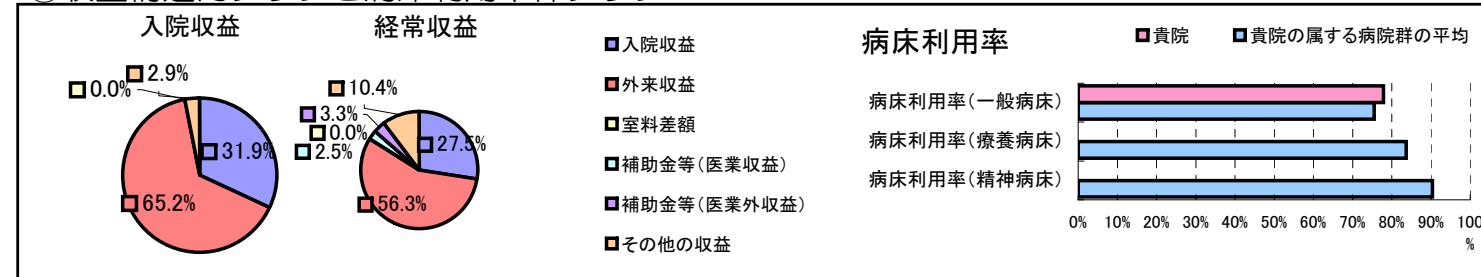 入院収益
経常収益
2.9%
0.0%
31.9%
65.2%
10.4%
3.3%
0.0%
2.5%
27.5%
56.3%
入院収益
外来収益
室料差額
補助金等(医業収益)
補助金等(医業外収益)
その他の収益
病床利用率
貴院
貴院の属する病院群の平均
病床利用率(一般病床)
病床利用率(療養病床)
病床利用率(精神病床)
0% 10% 20% 30% 40% 50% 60% 70% 80% 90% 100
%